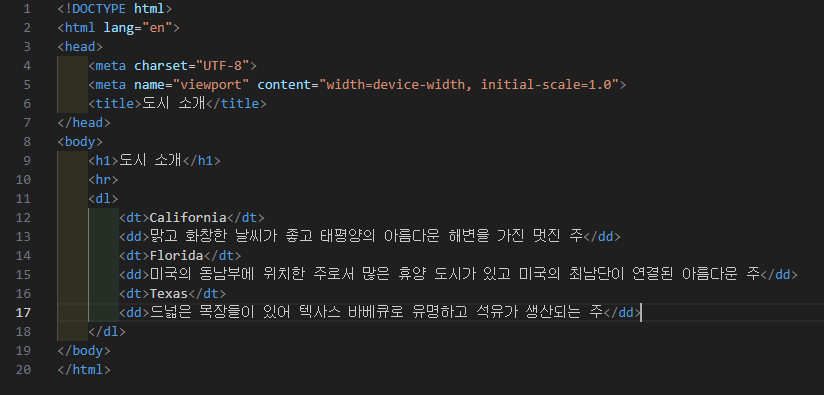 1 <!DOCTYPE html>
2 <html lang="en">
3 <head>
4     <meta charset="UTF-8">
5     <meta name="viewport" content="width=device-width, initial-scale=1.0">
6     <title>도시 소개</title>
7 </head>
8 <body>
9     <h1>도시 소개</h1>
10     <hr>
11     <dl>
12         <dt>California</dt>
13         <dd>맑고 화창한 날씨가 좋고 태평양의 아름다운 해변을 가진 멋진 주</dd>
14         <dt>Florida</dt>
15         <dd>미국의 동남부에 위치한 주로서 많은 휴양 도시가 있고 미국의 최남단이 연결된 아름다운 주</dd>
16         <dt>Texas</dt>
17         <dd>드넓은 목장들이 있어 텍사스 바베큐로 유명하고 석유가 생산되는 주</dd>
18     </dl>
19 </body>
20 </html>